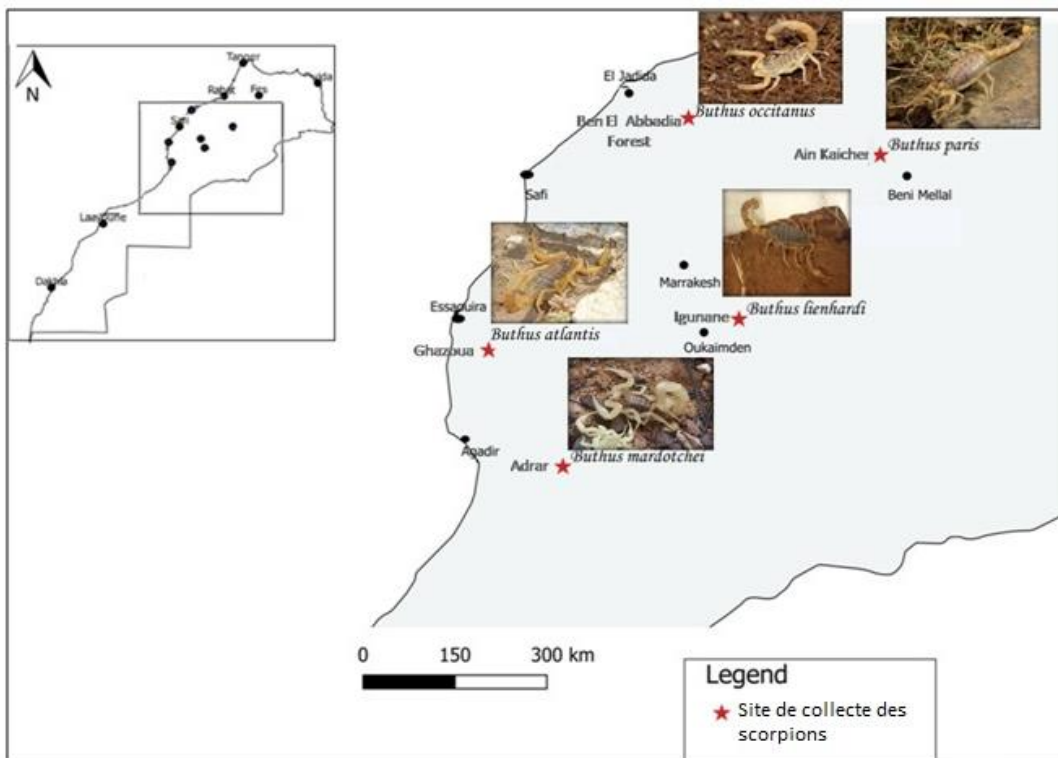 N
Tanger
Rabat
Dakhla
El Jadida
Ben El Abbadia
Forest
Buthus occitanus
Ain Kaicher
Buthus paris
Beni Mellal
Safi
Marrakesh
Essaouira
Ghazoua
Buthus atlantis
Igunane
Buthus lienhardi
Oukaimden
Agadir
Adrar
Buthus mardotchei
0 150 300 km
Legend
Site de collecte des
scorpions